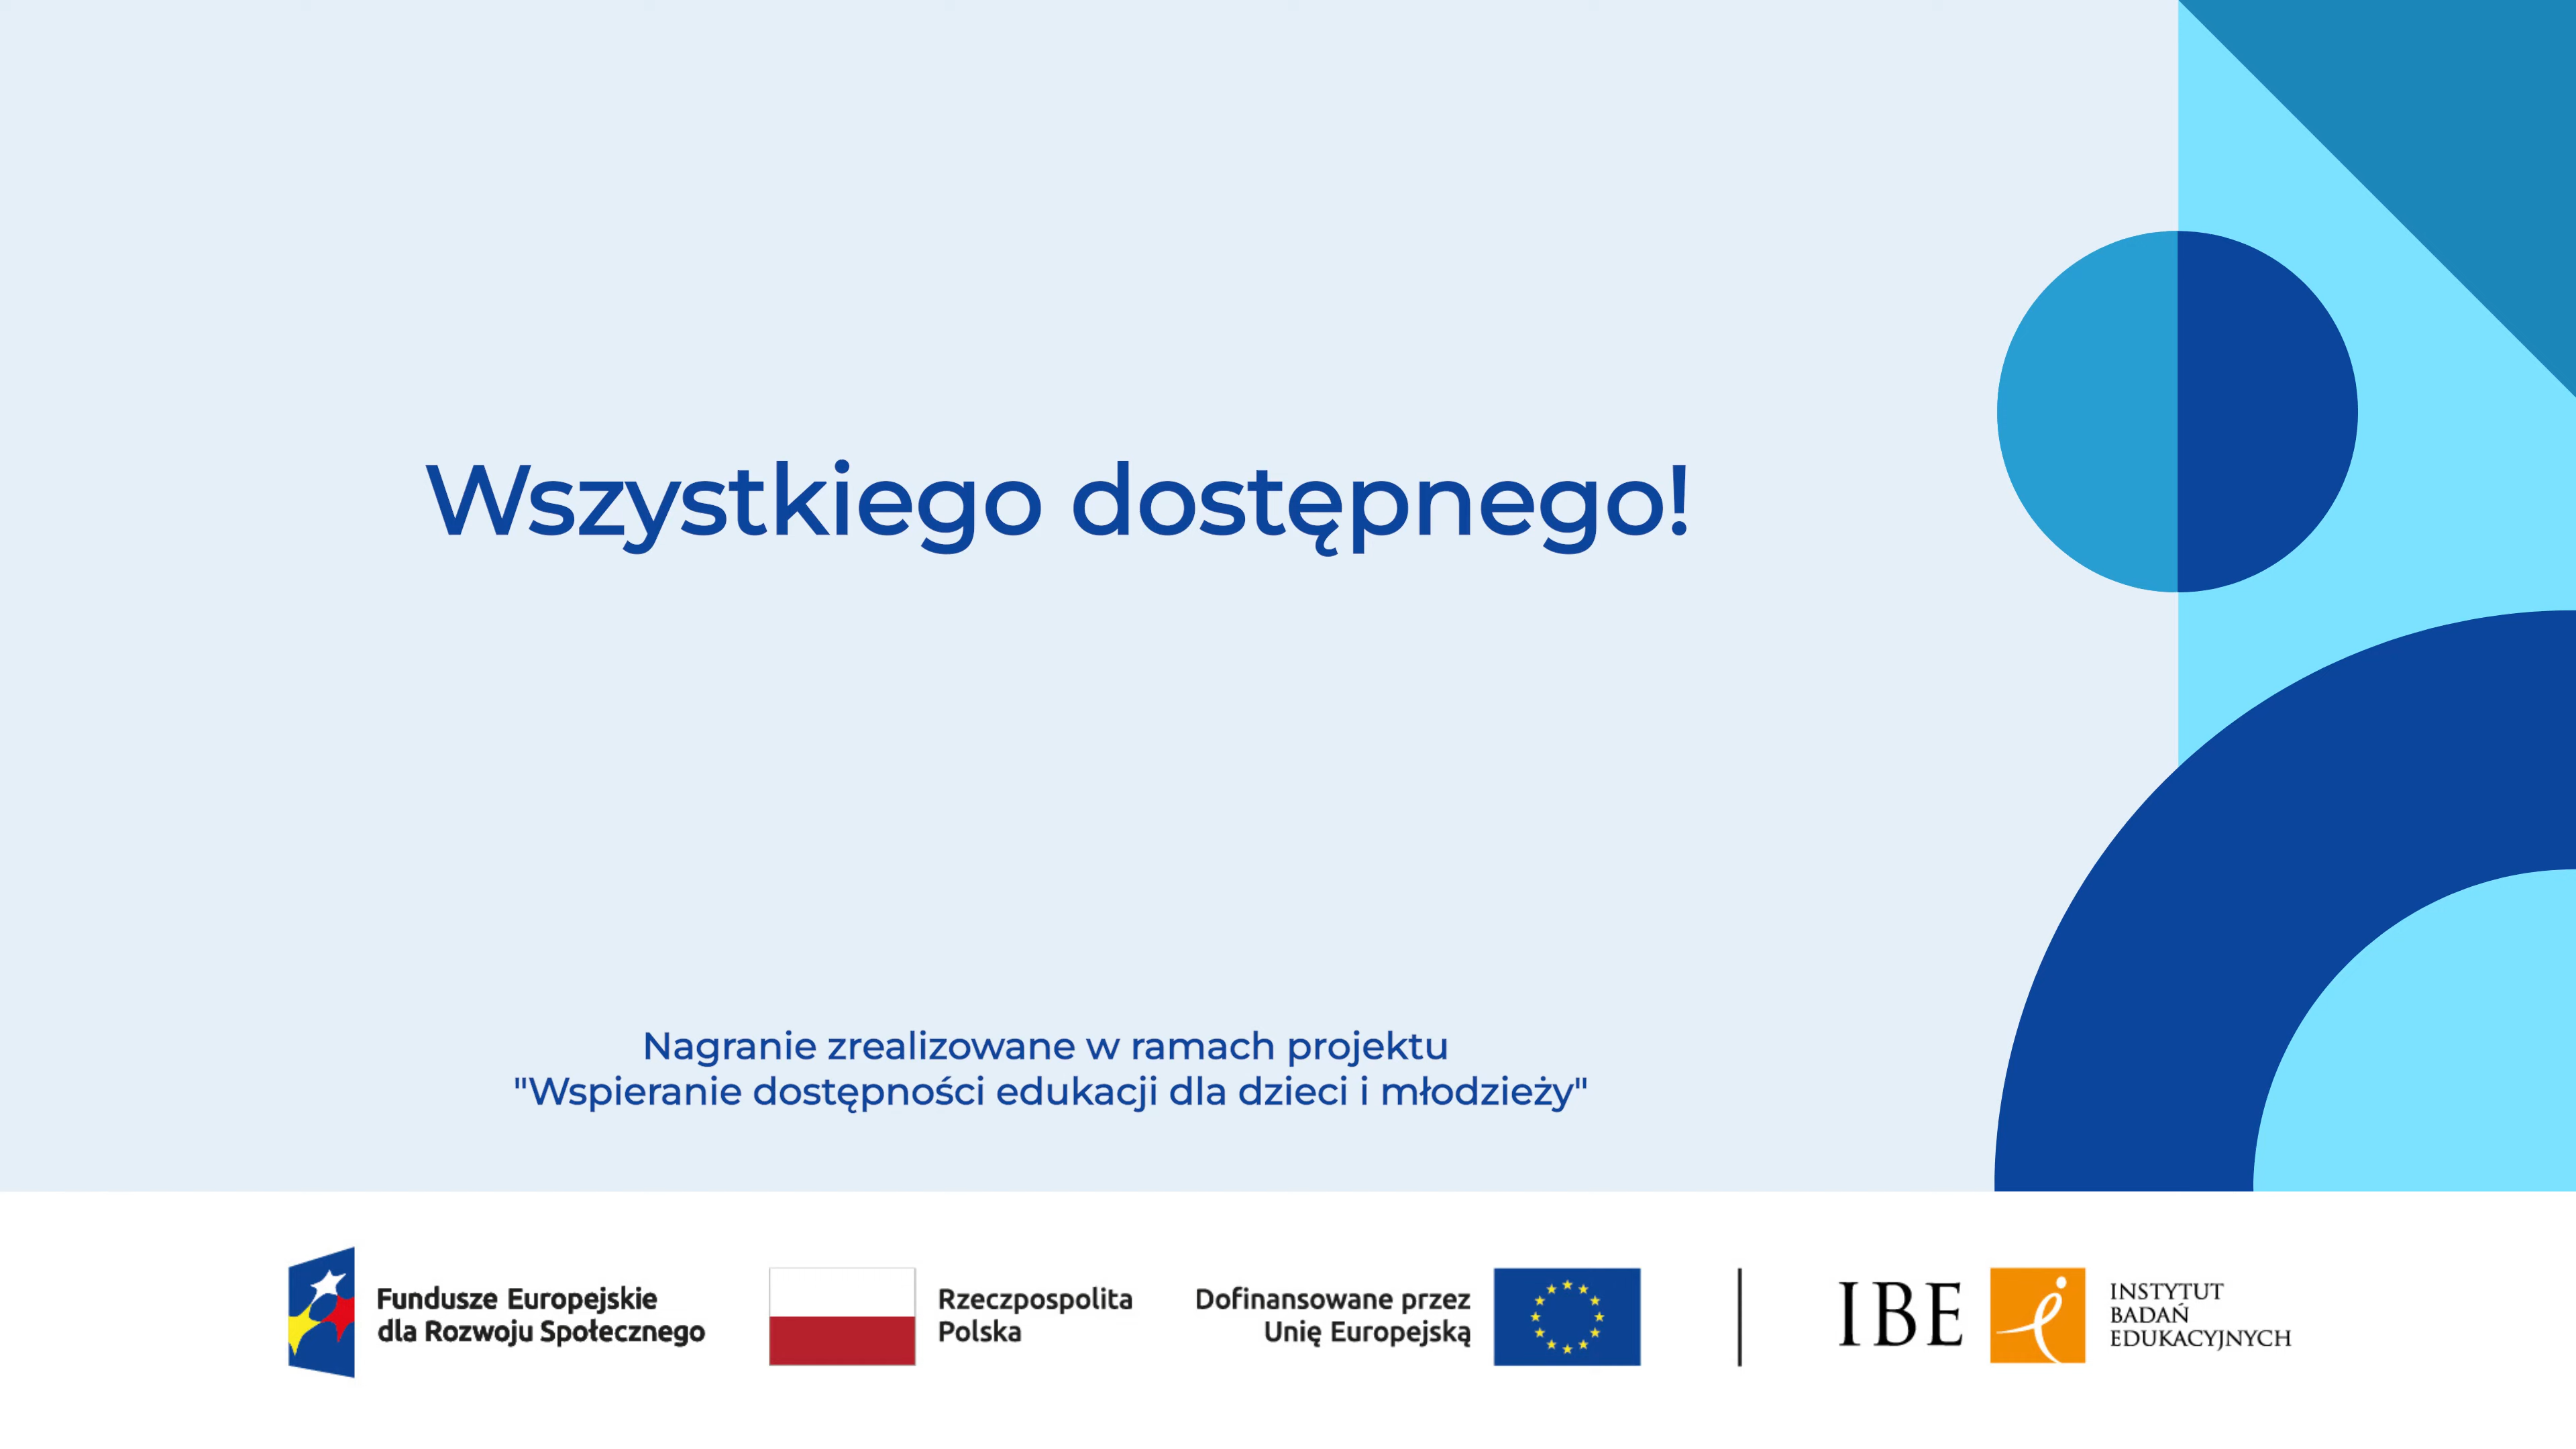 Wszystkiego dostępnego!
Nagranie zrealizowane w ramach projektu
"Wspieranie dostępności edukacji dla dzieci i młodzieży"
Fundusze Europejskie
dla Rozwoju Społecznego
Rzeczpospolita
Polska
Dofinansowane przez
Unię Europejską
IBE
INSTYTUT
BADAŃ
EDUKACYJNYCH